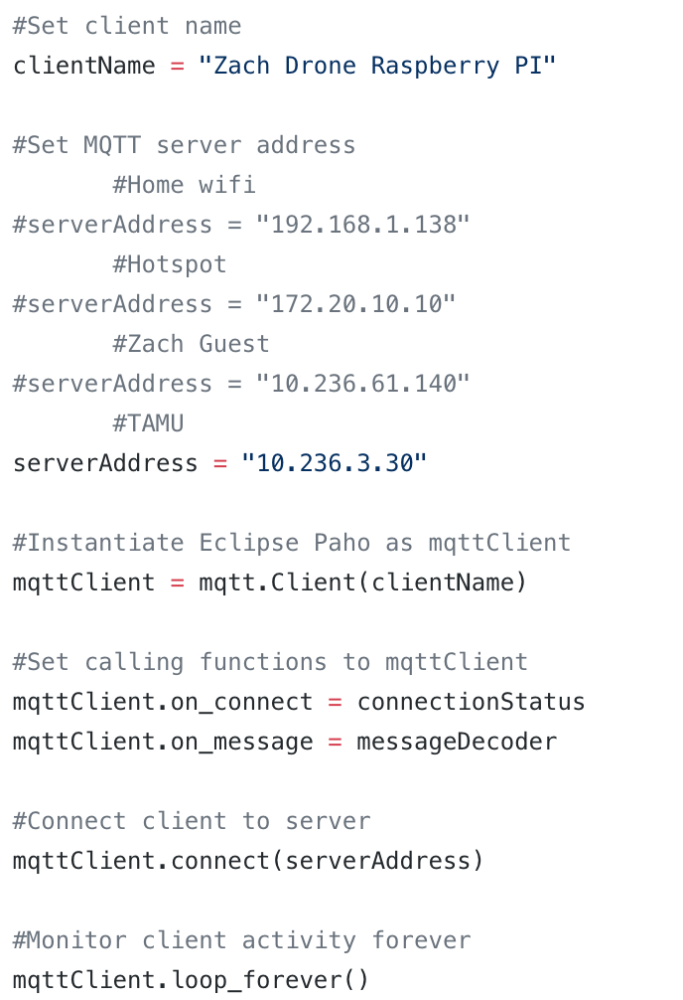 #Set client name
clientName = "Zach Drone Raspberry PI"
#Set MQTT server address
#Home wifi
#serverAddress = "192.168.1.138"
#Hotspot
#serverAddress = "172.20.10.10"
#Zach Guest
#serverAddress = "10.236.61.140"
#TAMU
serverAddress = "10.236.3.30"
#Instantiate Eclipse Paho as mqttClient
mqttClient = mqtt.Client(clientName)
#Set calling functions to mqttClient
mqttClient.on_connect = connectionStatus
mqttClient.on_message = messageDecoder
#Connect client to server
mqttClient.connect(serverAddress)
#Monitor client activity forever
mqttClient.loop_forever()